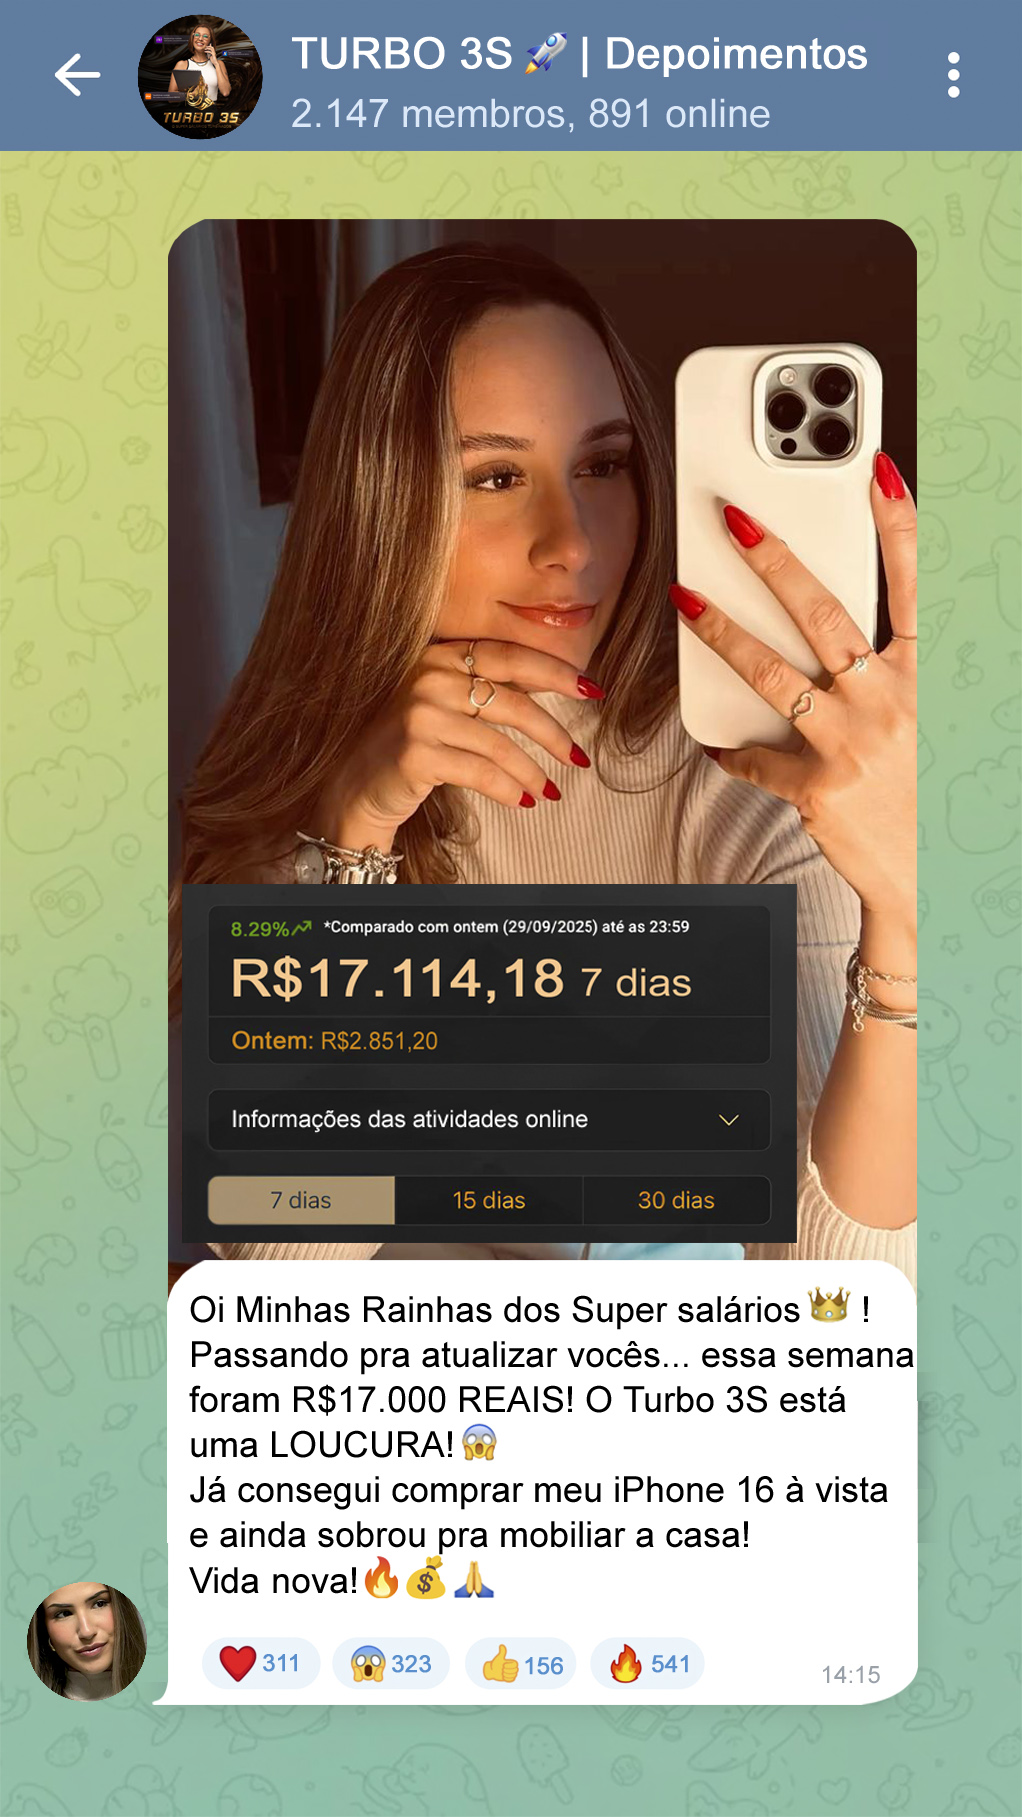 TURBO 3S 🚀 | Depoimentos
2.147 membros, 891 online
TURBO 3S
8.29% *Comparado com ontem (29/09/2025) até as 23:59
R$17.114,18 7 dias
Ontem: R$2.851,20
Informações das atividades online
7 dias 15 dias 30 dias
Oi Minhas Rainhas dos Super salários👑 !
Passando pra atualizar vocês... essa semana
foram R$17.000 REAIS! O Turbo 3S está
uma LOUCURA!😱
Já consegui comprar meu iPhone 16 à vista
e ainda sobrou pra mobiliar a casa!
Vida nova!🔥💰🙏
❤️ 311 😱 323 👍 156 🔥 541
14:15